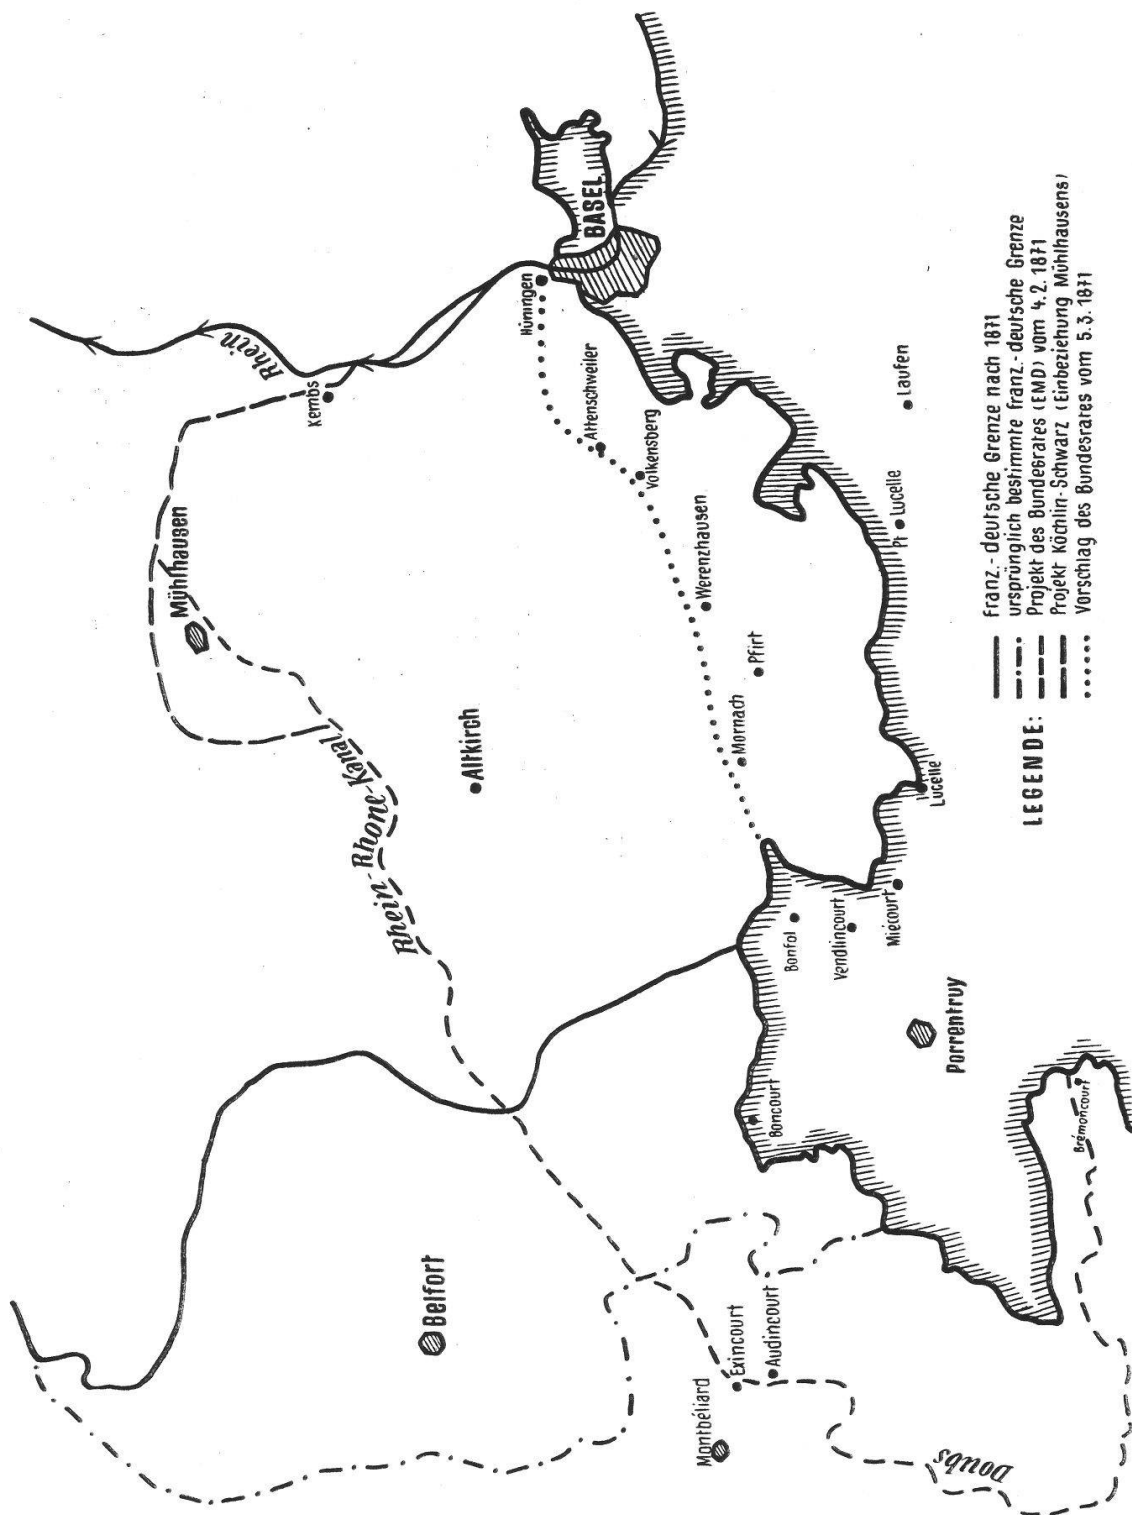 Rhein
Kembs
Mühlhausen
Hüningen
BASEL
Attenschweiler
Volkensberg
Werenzhausen
Laufen
Pt Lucelle
Pfirt
Mornach
Altkirch
Rhein-Rhone-Kanal
Lucelle
Miécourt
Vendlincourt
Bonfol
Porrentruy
Boncourt
Brémoncourt
Belfort
Exincourt
Audincourt
Montbéliard
Doubs
LEGENDE:
Franz.-deutsche Grenze nach 1871
ursprünglich bestimmte franz.-deutsche Grenze
Projekt des Bundesrates (EMD) vom 4.2.1871
Projekt Köchlin-Schwarz (Einbeziehung Mühlhausens)
Vorschlag des Bundesrates vom 5.3.1871